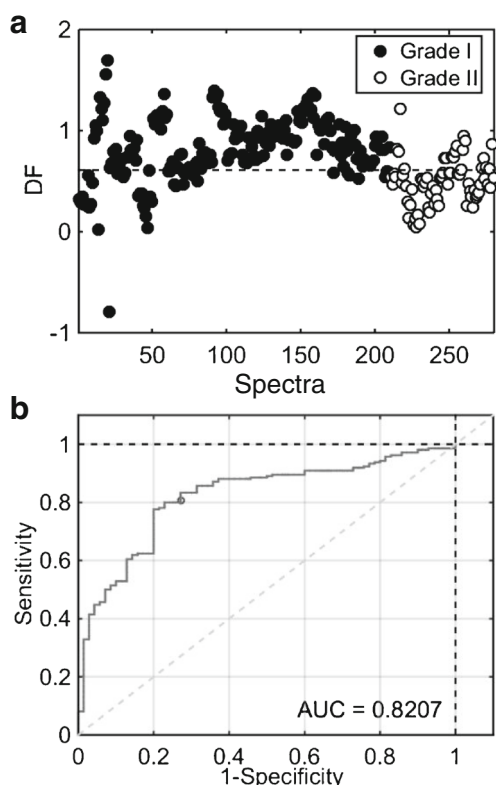 a
2
1
0
-1
DF
Grade I
Grade II
50
100
150
200
250
Spectra
b
1
0.8
0.6
0.4
0.2
0
Sensitivity
AUC = 0.8207
0
0.2
0.4
0.6
0.8
1
1-Specificity